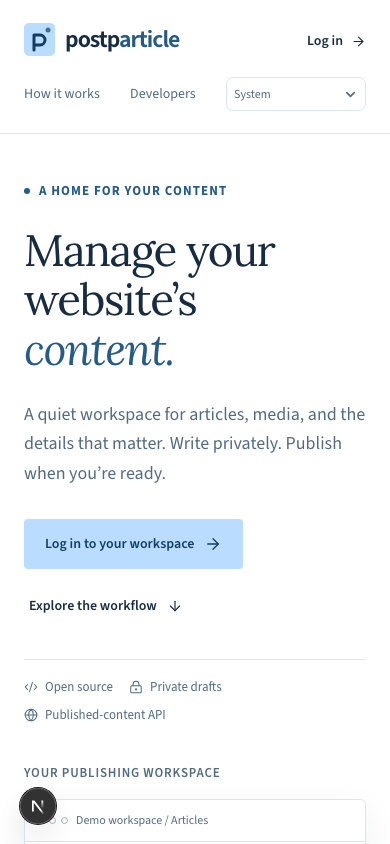 postparticle
Log in
How it works
Developers
System
A HOME FOR YOUR CONTENT
Manage your
website’s
content.
A quiet workspace for articles, media, and the
details that matter. Write privately. Publish
when you’re ready.
Log in to your workspace
Explore the workflow
Open source
Private drafts
Published-content API
YOUR PUBLISHING WORKSPACE
N
Demo workspace / Articles